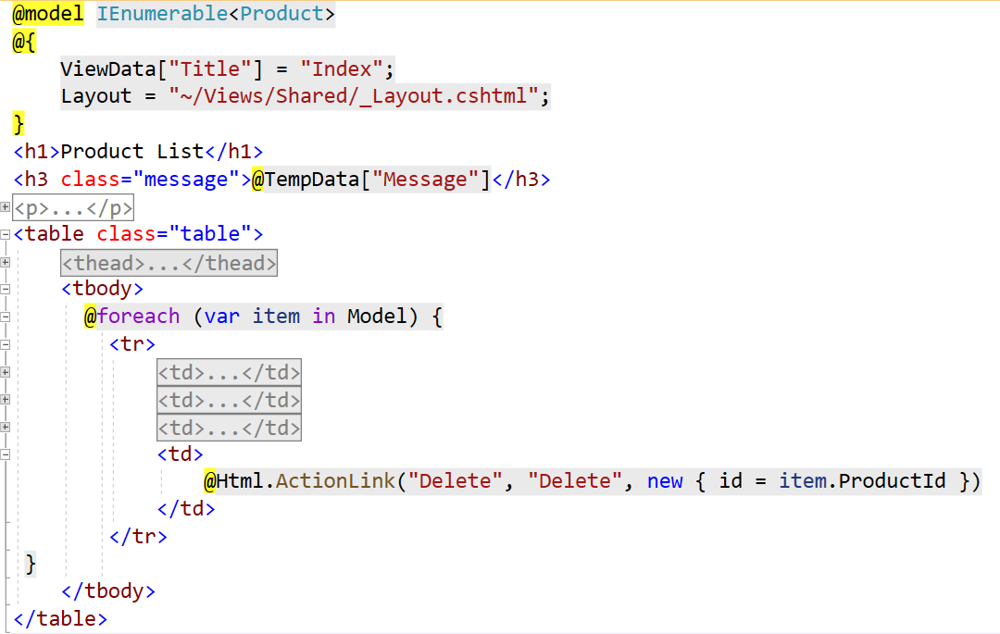 @model IEnumerable<Product>
@{
ViewData["Title"] = "Index";
Layout = "~/Views/Shared/_Layout.cshtml";
}
<h1>Product List</h1>
<h3 class="message">@TempData["Message"]</h3>
<p>...</p>
<table class="table">
<thead>...</thead>
<tbody>
@foreach (var item in Model) {
<tr>
<td>...</td>
<td>...</td>
<td>...</td>
<td>
@Html.ActionLink("Delete", "Delete", new { id = item.ProductId })
</td>
</tr>
}
</tbody>
</table>